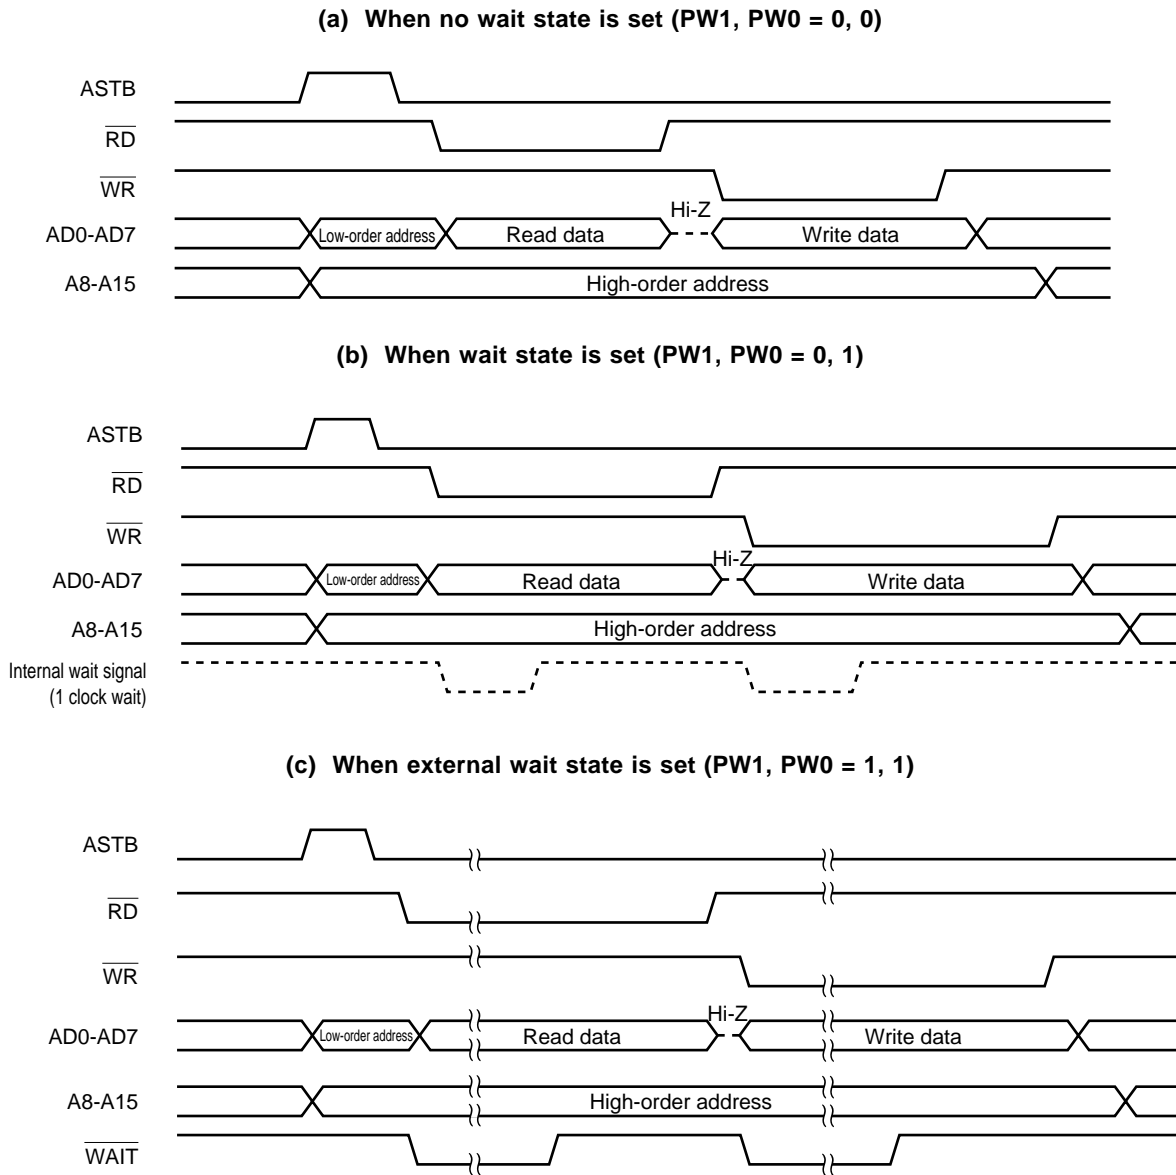 (a) When no wait state is set (PW1, PW0 = 0, 0)
ASTB
RD
WR
Hi-Z
AD0-AD7
Low-order address
Read data
Write data
A8-A15
High-order address
(b) When wait state is set (PW1, PW0 = 0, 1)
ASTB
RD
WR
Hi-Z
AD0-AD7
Low-order address
Read data
Write data
A8-A15
High-order address
Internal wait signal
(1 clock wait)
(c) When external wait state is set (PW1, PW0 = 1, 1)
ASTB
RD
WR
Hi-Z
AD0-AD7
Low-order address
Read data
Write data
A8-A15
High-order address
WAIT